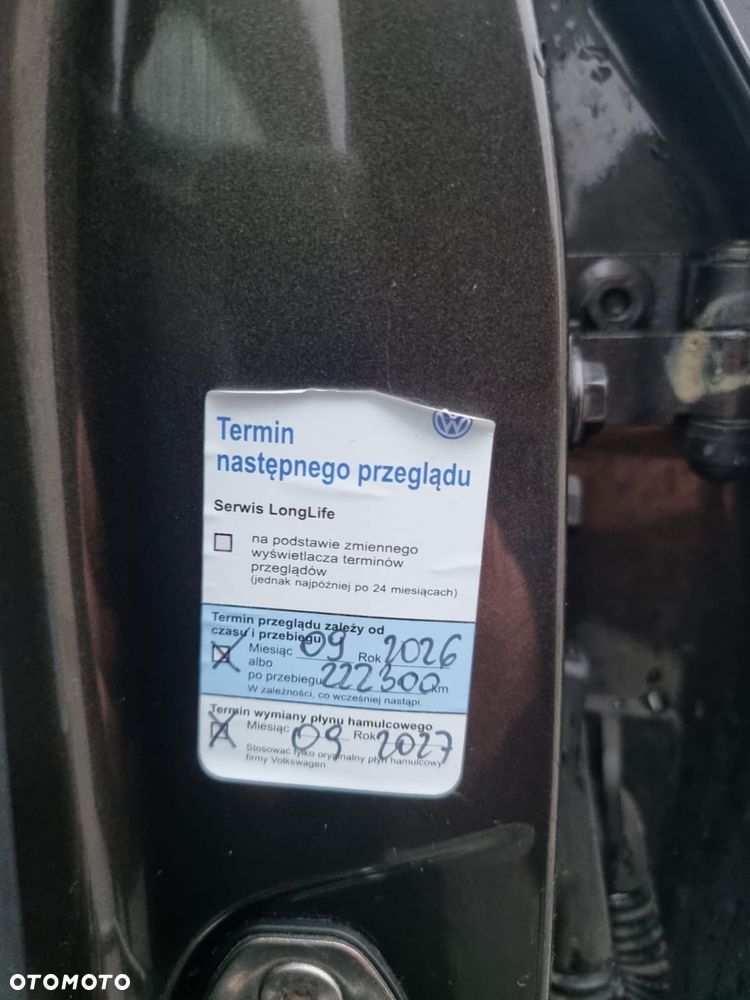 Termin
następnego przeglądu
Serwis LongLife
na podstawie zmiennego
wyświetlacza terminów
przeglądów
(jednak najpóźniej po 24 miesiącach)
Termin przeglądu zależy od
czasu i przebiegu
Miesiąc 09 Rok 2026
albo
po przebiegu 222300 km
W zależności, co wcześniej nastąpi.
Termin wymiany płynu hamulcowego
Miesiąc 09 Rok 2027
Stosować tylko oryginalny płyn hamulcowy
firmy Volkswagen
OTOMOTO